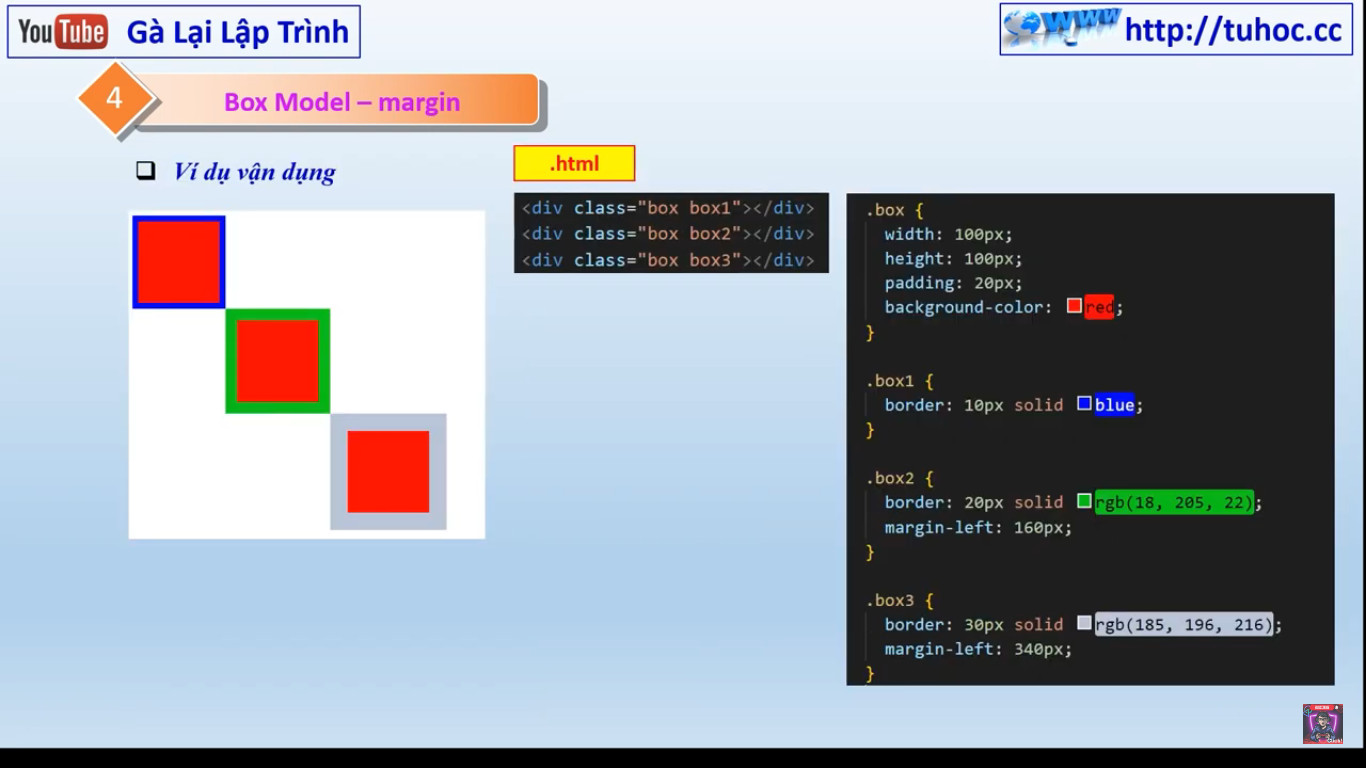 YouTube Gà Lại Lập Trình
WWW http://tuhoc.cc
4 Box Model – margin
Ví dụ vận dụng
.html
<div class="box box1"></div>
<div class="box box2"></div>
<div class="box box3"></div>
.box {
width: 100px;
height: 100px;
padding: 20px;
background-color: red;
}
.box1 {
border: 10px solid blue;
}
.box2 {
border: 20px solid rgb(18, 205, 22);
margin-left: 160px;
}
.box3 {
border: 30px solid rgb(185, 196, 216);
margin-left: 340px;
}